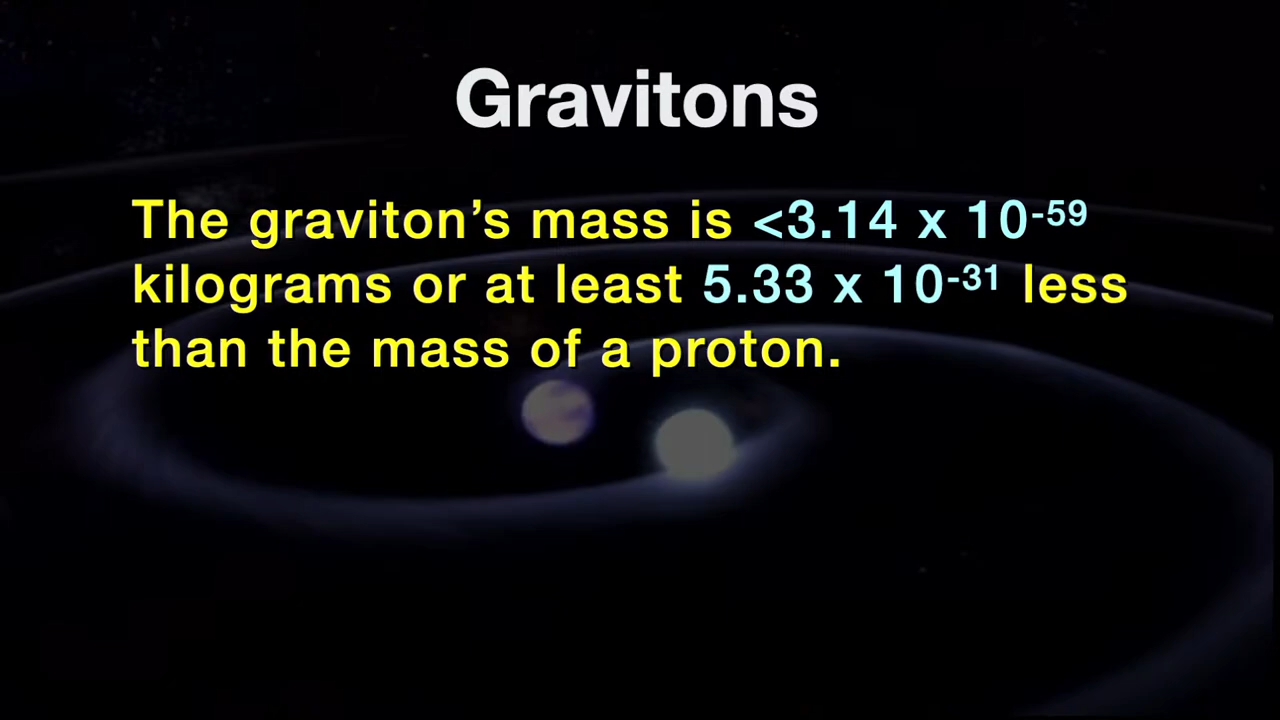 Gravitons
The graviton’s mass is <3.14 x 10⁻⁵⁹
kilograms or at least 5.33 x 10⁻³¹ less
than the mass of a proton.